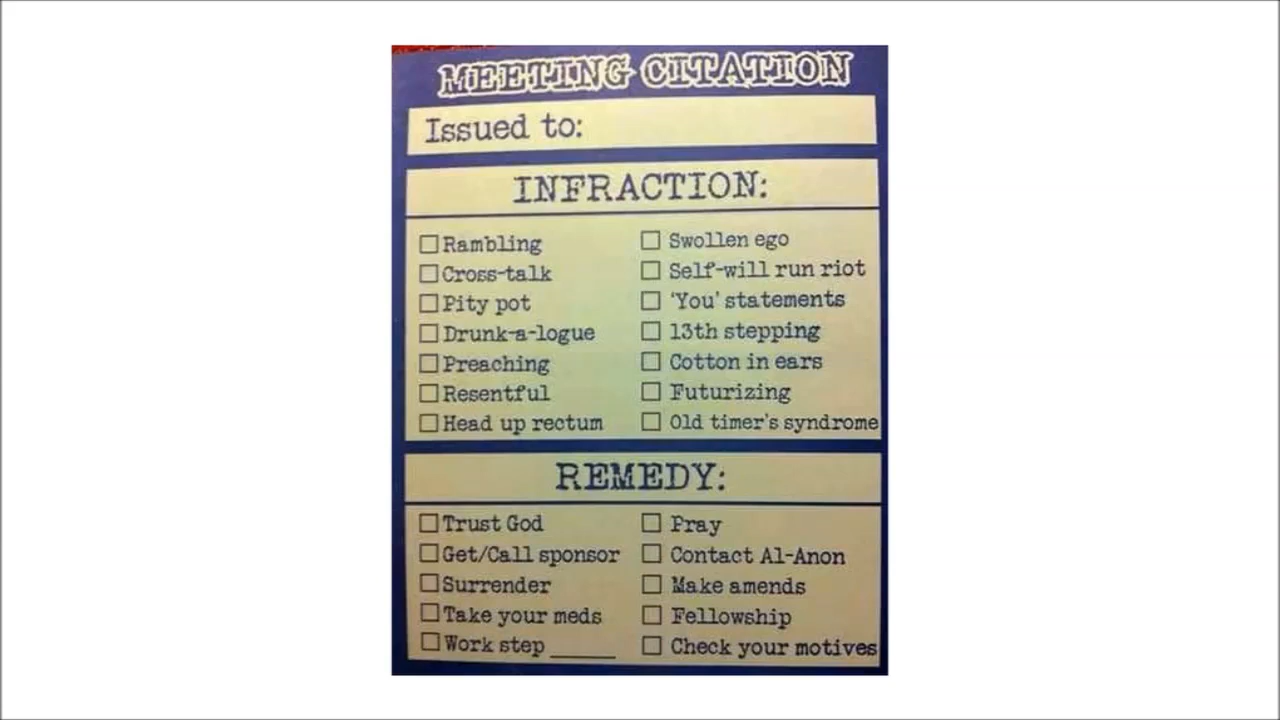 MEETING CITATION
Issued to:
INFRACTION:
Rambling
Cross-talk
Pity pot
Drunk-a-logue
Preaching
Resentful
Head up rectum
Swollen ego
Self-will run riot
'You' statements
13th stepping
Cotton in ears
Futurizing
Old timer's syndrome
REMEDY:
Trust God
Get/Call sponsor
Surrender
Take your meds
Work step ______
Pray
Contact Al-Anon
Make amends
Fellowship
Check your motives